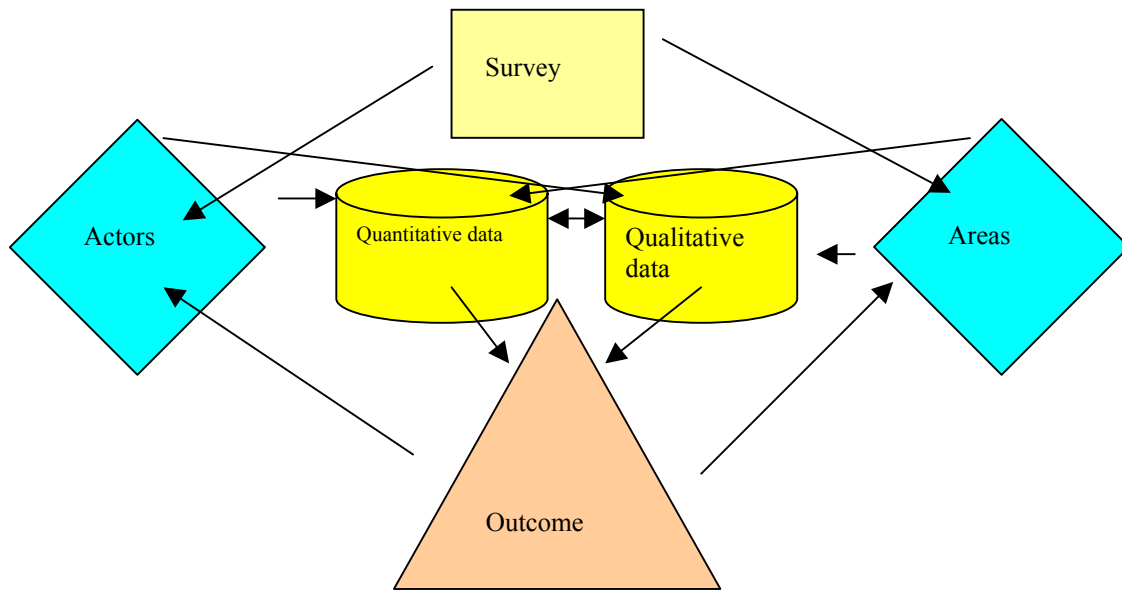 Survey
Actors
Quantitative data
Qualitative
data
Areas
Outcome